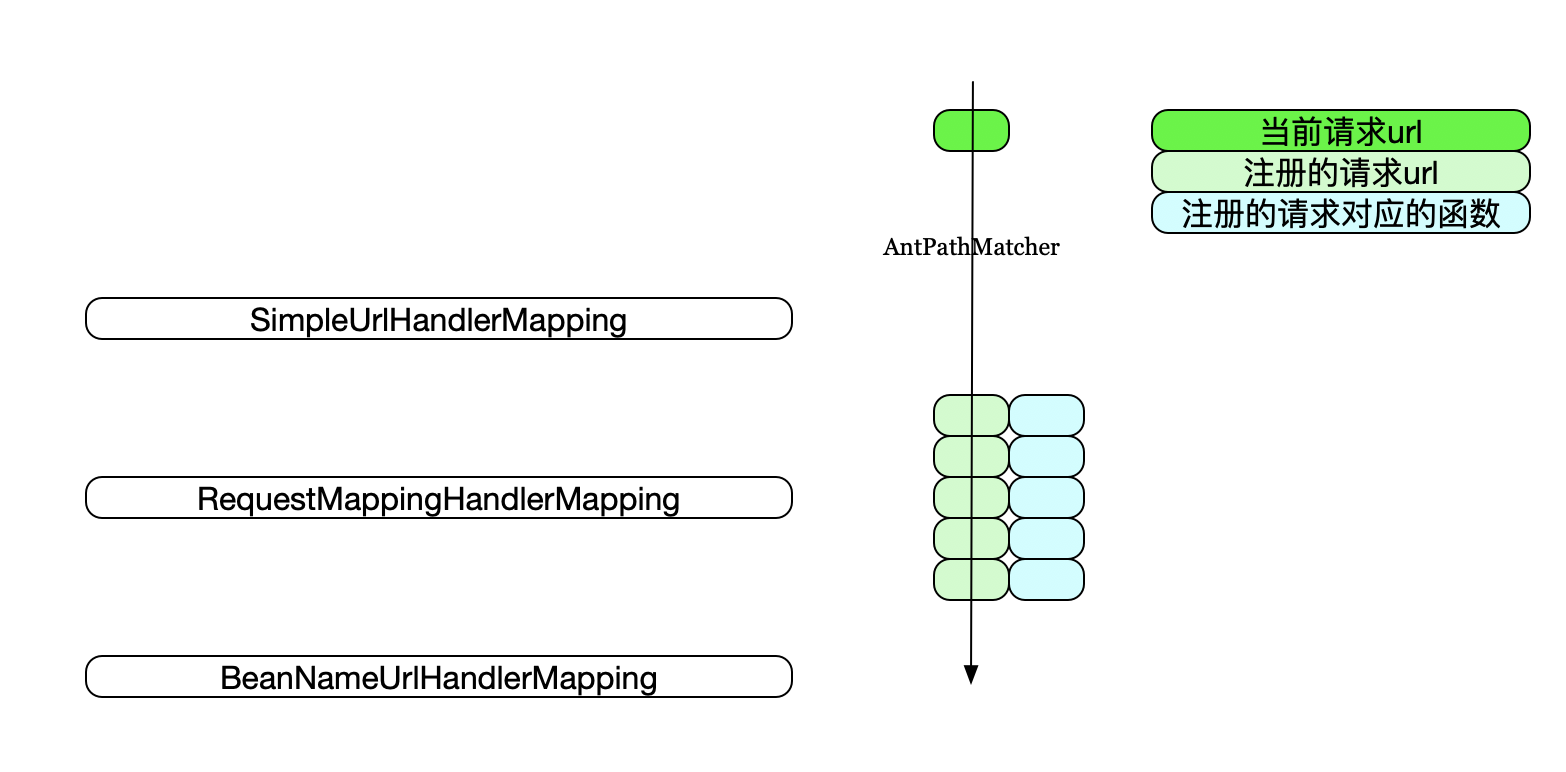 当前请求url
注册的请求url
注册的请求对应的函数
AntPathMatcher
SimpleUrlHandlerMapping
RequestMappingHandlerMapping
BeanNameUrlHandlerMapping